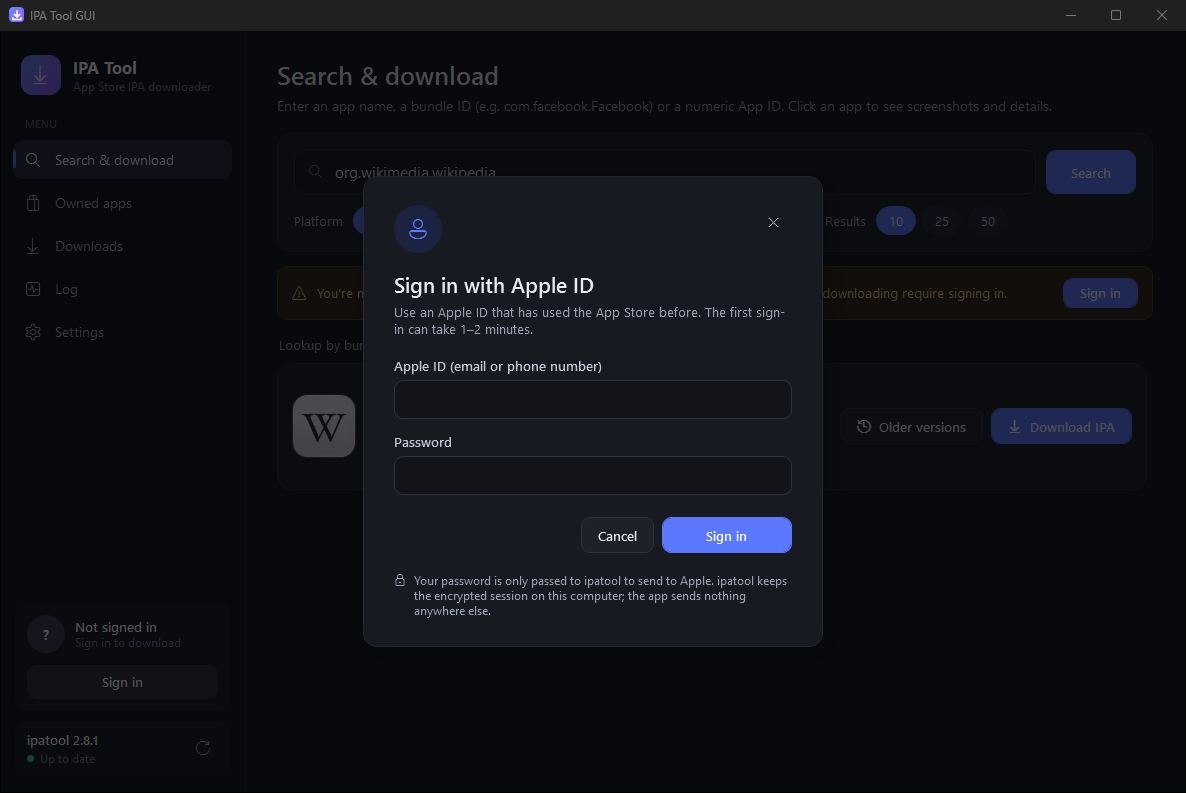 IPA Tool GUI
IPA Tool
App Store IPA downloader
MENU
Search & download
Owned apps
Downloads
Log
Settings
Not signed in
Sign in to download
Sign in
ipatool 2.8.1
Up to date
Search & download
Enter an app name, a bundle ID (e.g. com.facebook.Facebook) or a numeric App ID. Click an app to see screenshots and details.
org.wikimedia.wikipedia
Search
Platform
Results 10 25 50
You're
downloading require signing in.
Sign in
Lookup by
W
Older versions
Download IPA
Sign in with Apple ID
Use an Apple ID that has used the App Store before. The first sign-
in can take 1–2 minutes.
Apple ID (email or phone number)
Password
Cancel
Sign in
Your password is only passed to ipatool to send to Apple. ipatool keeps
the encrypted session on this computer; the app sends nothing
anywhere else.